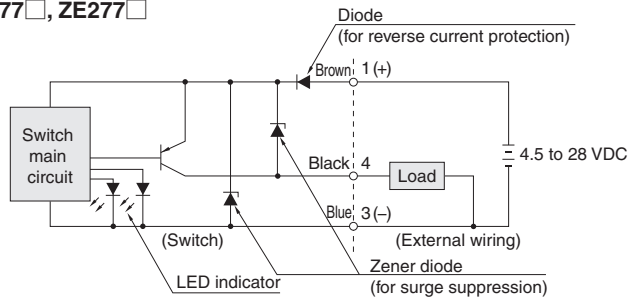 77□, ZE277□
Diode
(for reverse current protection)
Brown 1 (+)
Switch
main
circuit
4.5 to 28 VDC
Black 4
Load
Blue 3 (−)
(Switch)
(External wiring)
LED indicator
Zener diode
(for surge suppression)